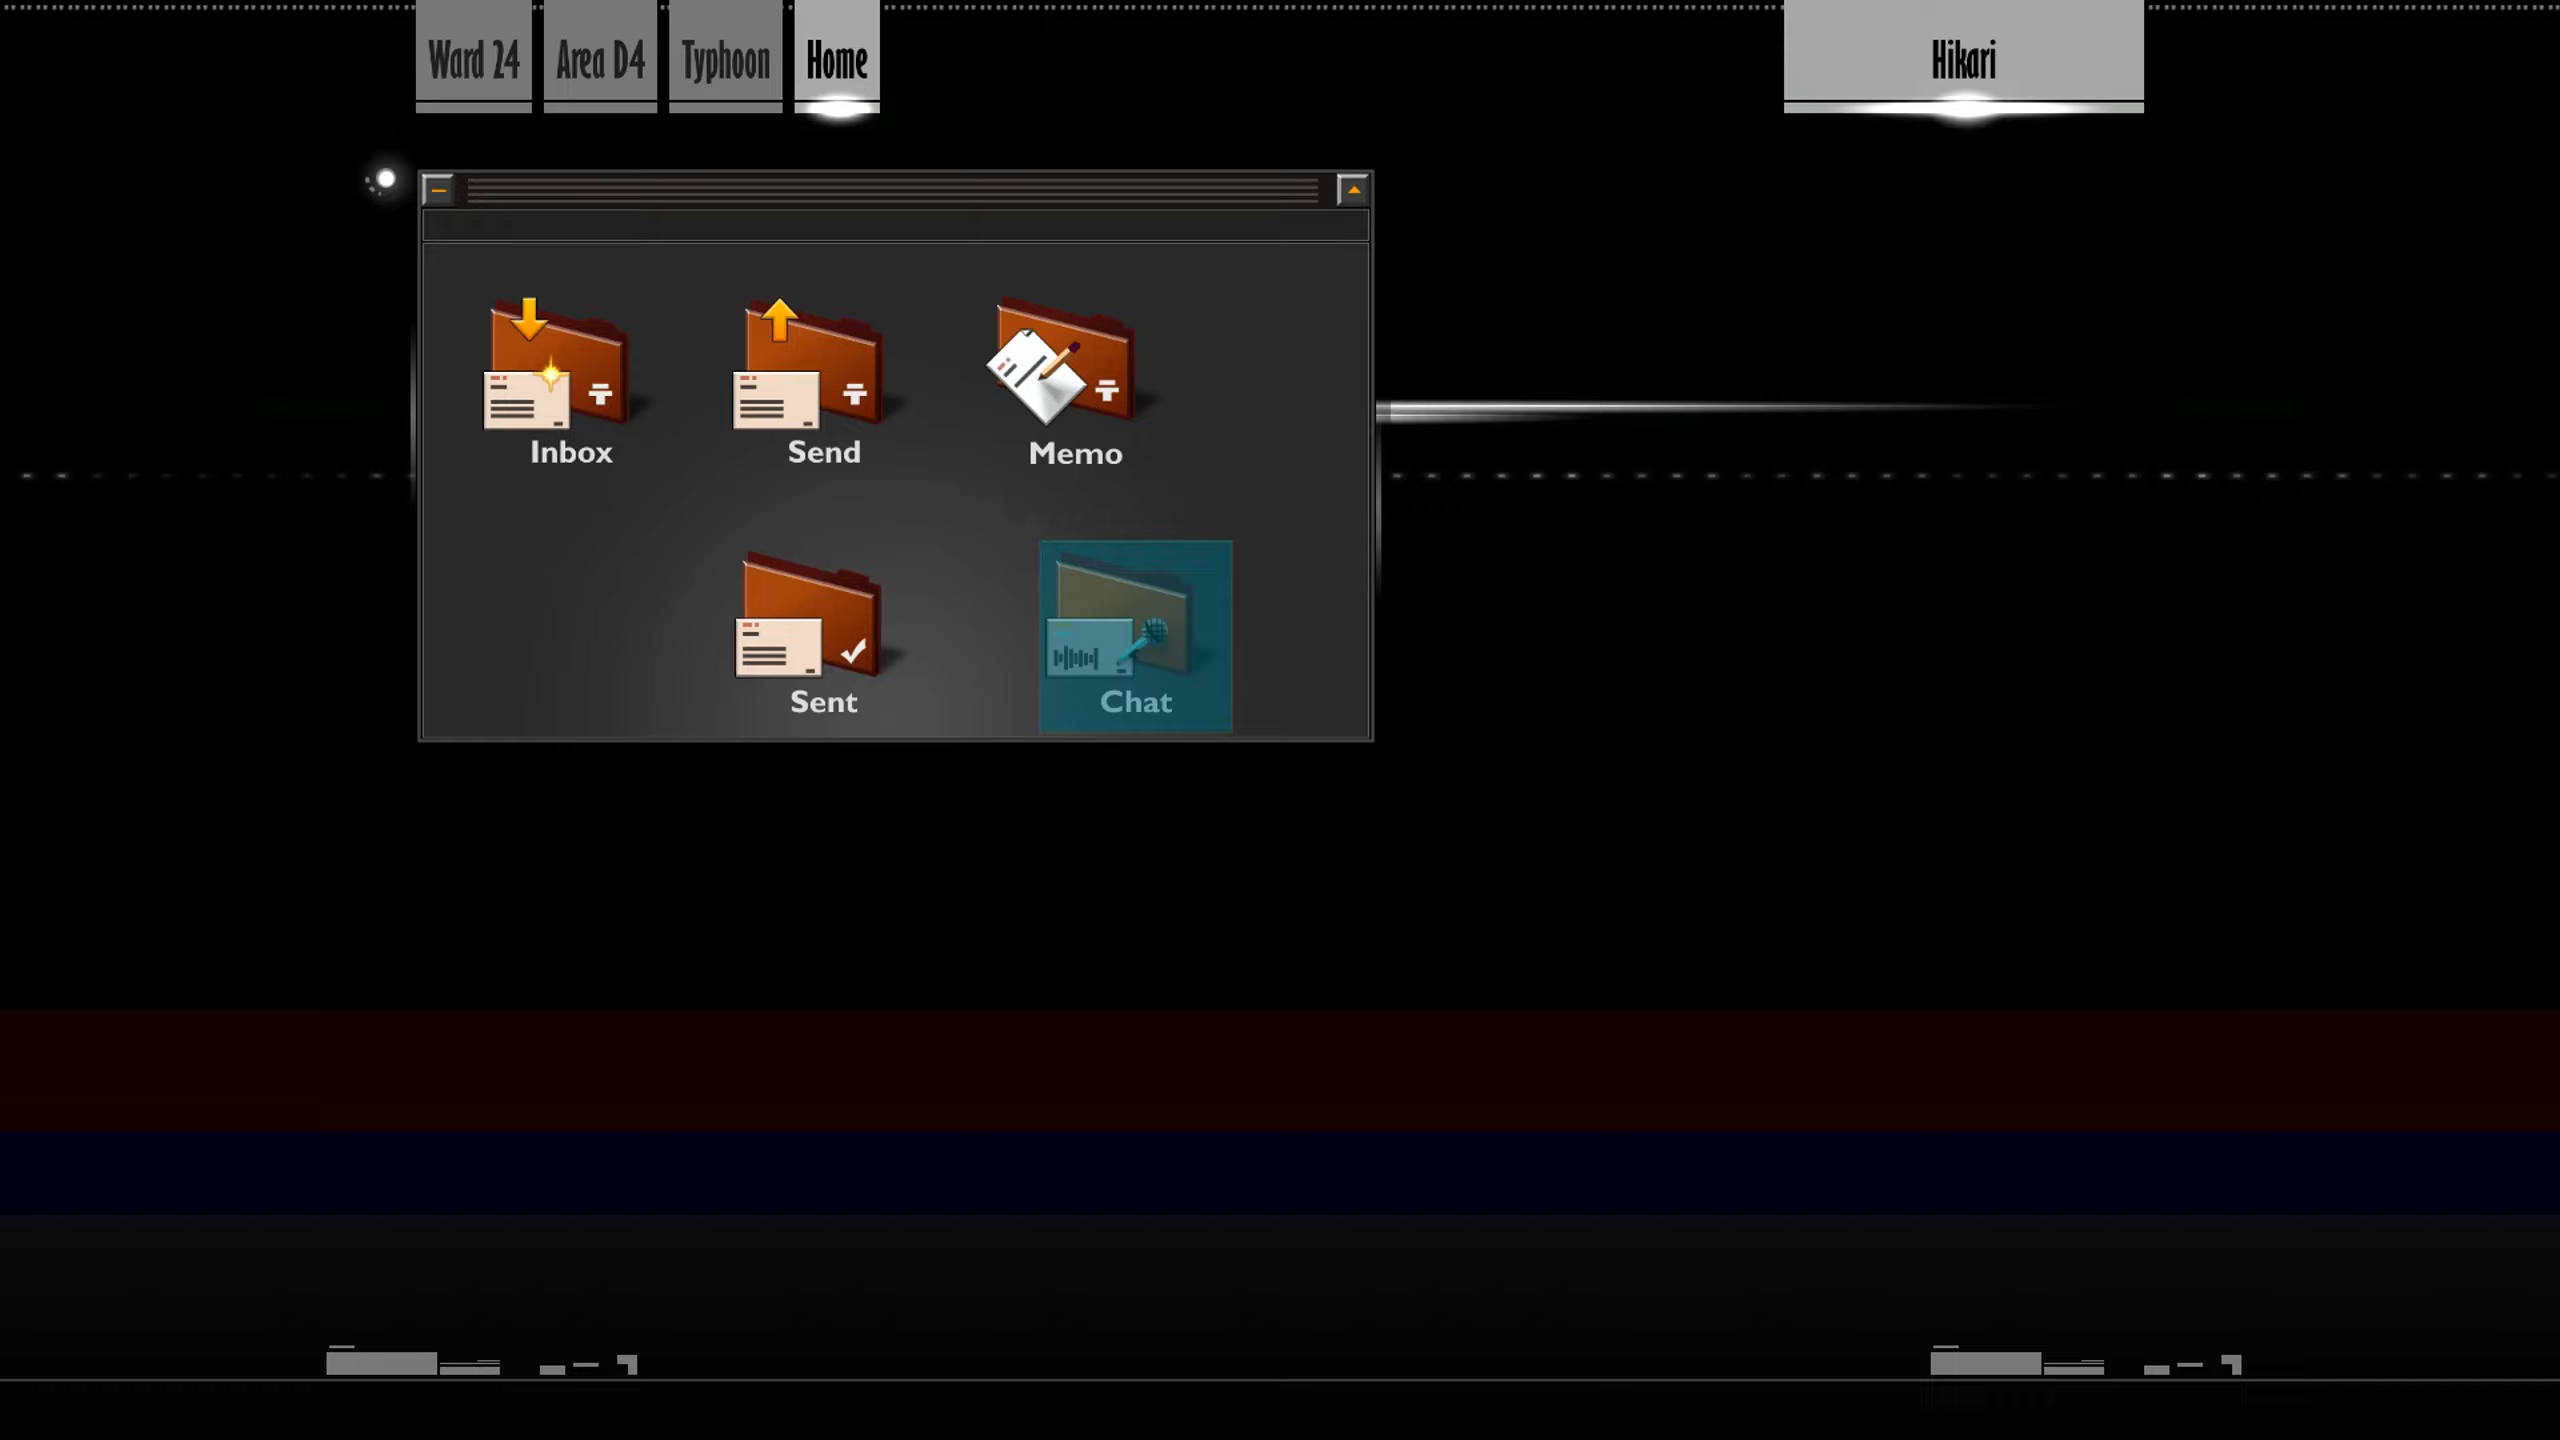 Ward 24
Area D4
Typhoon
Home
Hikari
Inbox
Send
Memo
Sent
Chat